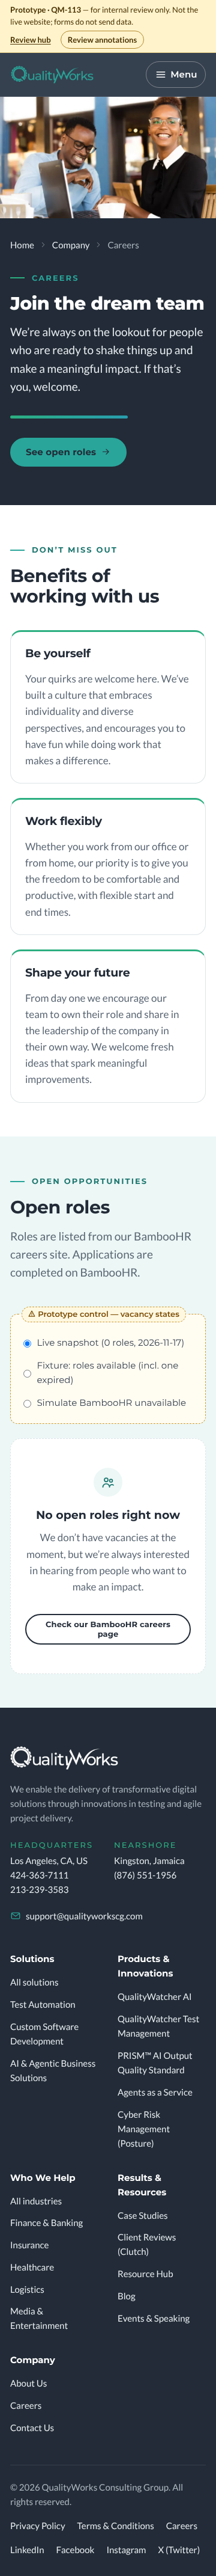 Prototype · QM-113 — for internal review only. Not the
live website; forms do not send data.
Review hub Review annotations
QualityWorks Menu
Home > Company > Careers
CAREERS
Join the dream team
We’re always on the lookout for people
who are ready to shake things up and
make a meaningful impact. If that’s
you, welcome.
See open roles →
DON’T MISS OUT
Benefits of
working with us
Be yourself
Your quirks are welcome here. We’ve
built a culture that embraces
individuality and diverse
perspectives, and encourages you to
have fun while doing work that
makes a difference.
Work flexibly
Whether you work from our office or
from home, our priority is to give you
the freedom to be comfortable and
productive, with flexible start and
end times.
Shape your future
From day one we encourage our
team to own their role and share in
the leadership of the company in
their own way. We welcome fresh
ideas that spark meaningful
improvements.
OPEN OPPORTUNITIES
Open roles
Roles are listed from our BambooHR
careers site. Applications are
completed on BambooHR.
⚠ Prototype control — vacancy states
Live snapshot (0 roles, 2026-11-17)
Fixture: roles available (incl. one
expired)
Simulate BambooHR unavailable
No open roles right now
We don’t have vacancies at the
moment, but we’re always interested
in hearing from people who want to
make an impact.
Check our BambooHR careers
page
QualityWorks
We enable the delivery of transformative digital
solutions through innovations in testing and agile
project delivery.
HEADQUARTERS
Los Angeles, CA, US
424-363-7111
213-239-3583
NEARSHORE
Kingston, Jamaica
(876) 551-1956
support@qualityworkscg.com
Solutions
All solutions
Test Automation
Custom Software
Development
AI & Agentic Business
Solutions
Products &
Innovations
QualityWatcher AI
QualityWatcher Test
Management
PRISM™ AI Output
Quality Standard
Agents as a Service
Cyber Risk
Management
(Posture)
Who We Help
All industries
Finance & Banking
Insurance
Healthcare
Logistics
Media &
Entertainment
Results &
Resources
Case Studies
Client Reviews
(Clutch)
Resource Hub
Blog
Events & Speaking
Company
About Us
Careers
Contact Us
© 2026 QualityWorks Consulting Group. All
rights reserved.
Privacy Policy Terms & Conditions Careers
LinkedIn Facebook Instagram X (Twitter)